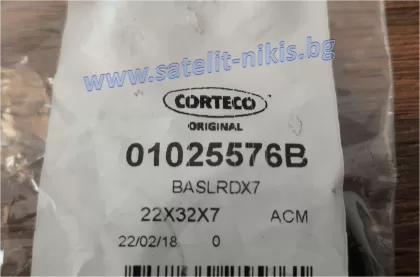 www.satelit-nikis.bg
CORTECO
ORIGINAL
01025576B
BASLRDX7
22X32X7 ACM
22/02/18 0